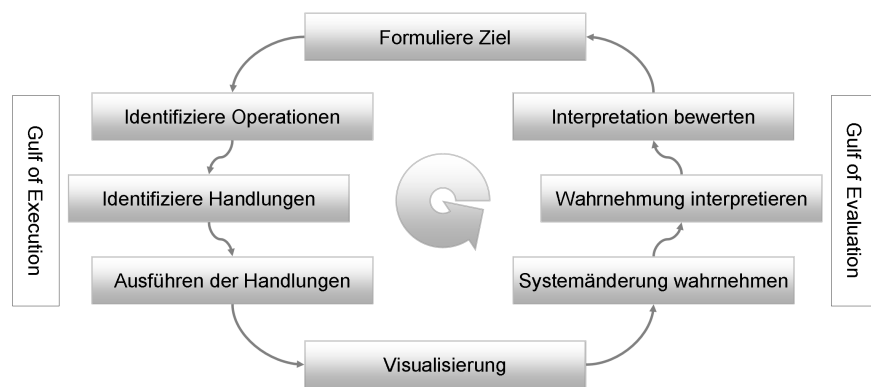 Formuliere Ziel
Identifiziere Operationen
Interpretation bewerten
Gulf of Execution
Gulf of Evaluation
Identifiziere Handlungen
Wahrnehmung interpretieren
Ausführen der Handlungen
Systemänderung wahrnehmen
Visualisierung